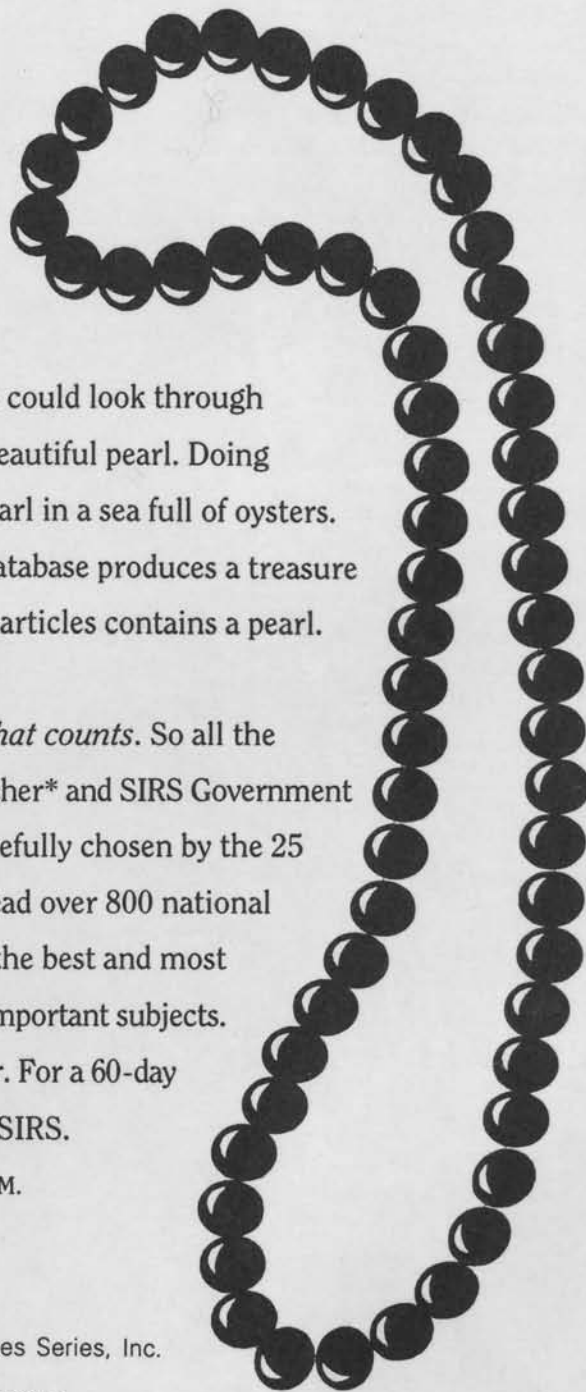 could look through
eautiful pearl. Doing
arl in a sea full of oysters.
atabase produces a treasure
articles contains a pearl.
hat counts. So all the
her* and SIRS Government
efully chosen by the 25
ead over 800 national
the best and most
mportant subjects.
r. For a 60-day
SIRS.
M.
es Series, Inc.